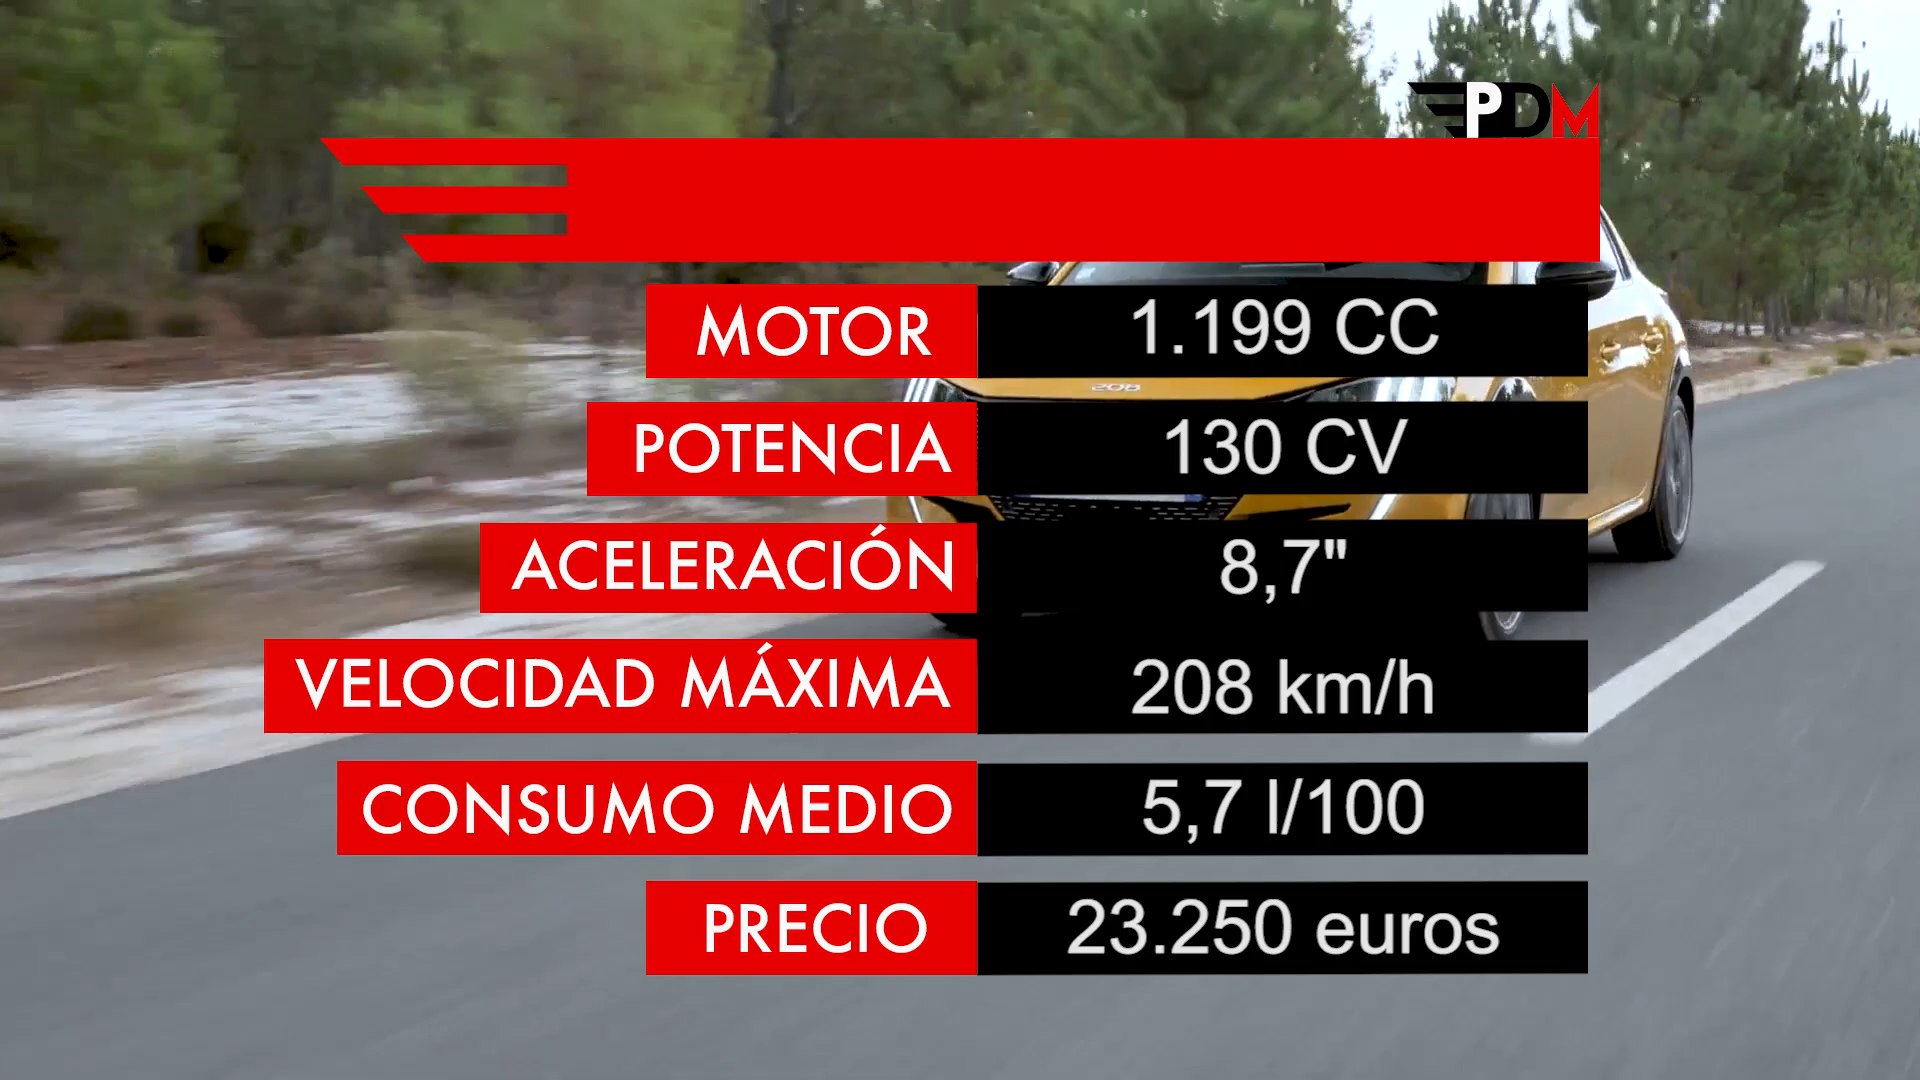 PDM
MOTOR 1.199 CC
208
POTENCIA 130 CV
ACELERACIÓN 8,7"
VELOCIDAD MÁXIMA 208 km/h
CONSUMO MEDIO 5,7 l/100
PRECIO 23.250 euros